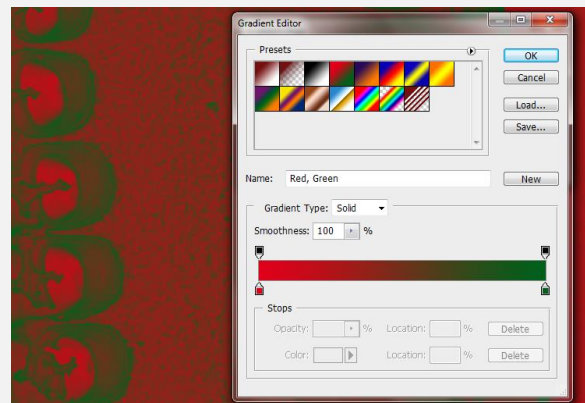 Gradient Editor
Presets
OK
Cancel
Load...
Save...
Name: Red, Green
New
Gradient Type: Solid
Smoothness: 100 %
Stops
Opacity: % Location: % Delete
Color: Location: % Delete